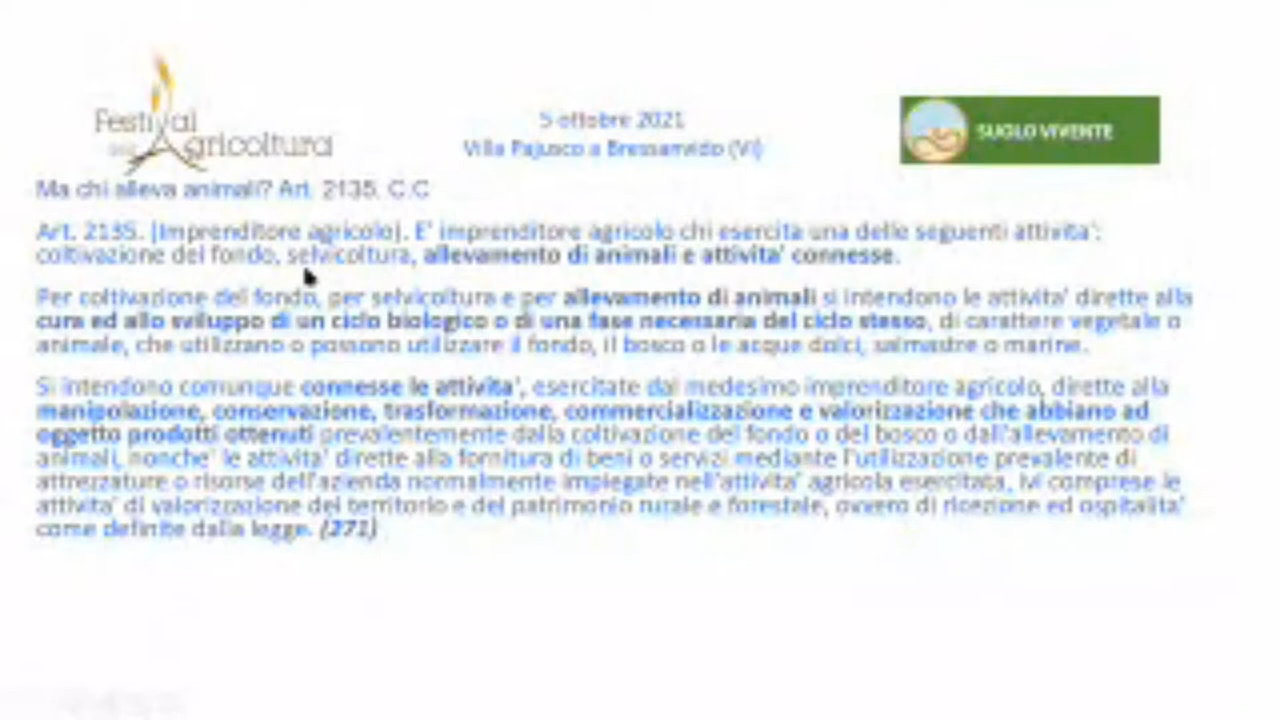 Festival
dell'
Agricoltura
5 ottobre 2021
Villa Pajusco a Bressanvido (VI)
SUOLO VIVENTE
Ma chi alleva animali? Art. 2135. C.C
Art. 2135. [Imprenditore agricolo]. E' imprenditore agricolo chi esercita una delle seguenti attivita':
coltivazione del fondo, selvicoltura, allevamento di animali e attivita' connesse.
Per coltivazione del fondo, per selvicoltura e per allevamento di animali si intendono le attivita' dirette alla
cura ed allo sviluppo di un ciclo biologico o di una fase necessaria del ciclo stesso, di carattere vegetale o
animale, che utilizzano o possono utilizzare il fondo, il bosco o le acque dolci, salmastre o marine.
Si intendono comunque connesse le attivita', esercitate dal medesimo imprenditore agricolo, dirette alla
manipolazione, conservazione, trasformazione, commercializzazione e valorizzazione che abbiano ad
oggetto prodotti ottenuti prevalentemente dalla coltivazione del fondo o del bosco o dall'allevamento di
animali, nonche' le attivita' dirette alla fornitura di beni o servizi mediante l'utilizzazione prevalente di
attrezzature o risorse dell'azienda normalmente impiegate nell'attivita' agricola esercitata, ivi comprese le
attivita' di valorizzazione del territorio e del patrimonio rurale e forestale, ovvero di ricezione ed ospitalita'
come definite dalla legge. (271)